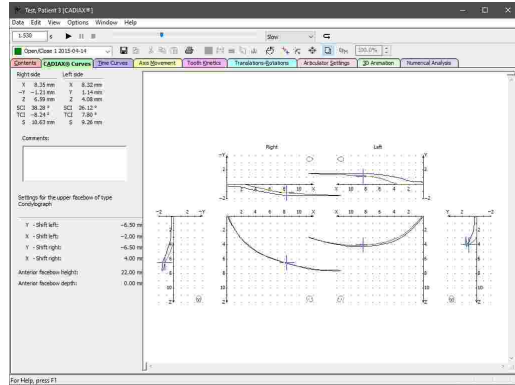 Test, Patient 3 [CADIAX®]
Data Edit View Options Window Help
1.530 s Slow
Open/Close 1 2015-04-14 100.0%
Contents CADIAX® Curves Time Curves Axis Movement Tooth Kinetics Translations-Rotations Articulator Settings 3D Animation Numerical Analysis
Right side Left side
X 8.35 mm X 8.32 mm
-Y -1.21 mm Y 1.14 mm
Z 6.59 mm Z 4.08 mm
SCI 38.28 ° SCI 26.12 °
TCI -8.24 ° TCI 7.80 °
S 10.63 mm S 9.26 mm
Comments:
Right Left
Settings for the upper facebow of type
Condylograph
Y - Shift left: -6.50 mm
X - Shift left: -1.00 mm
Y - Shift right: -6.50 mm
X - Shift right: 4.00 mm
Anterior facebow height: 22.00 m
Anterior facebow depth: 0.00 m
For Help, press F1